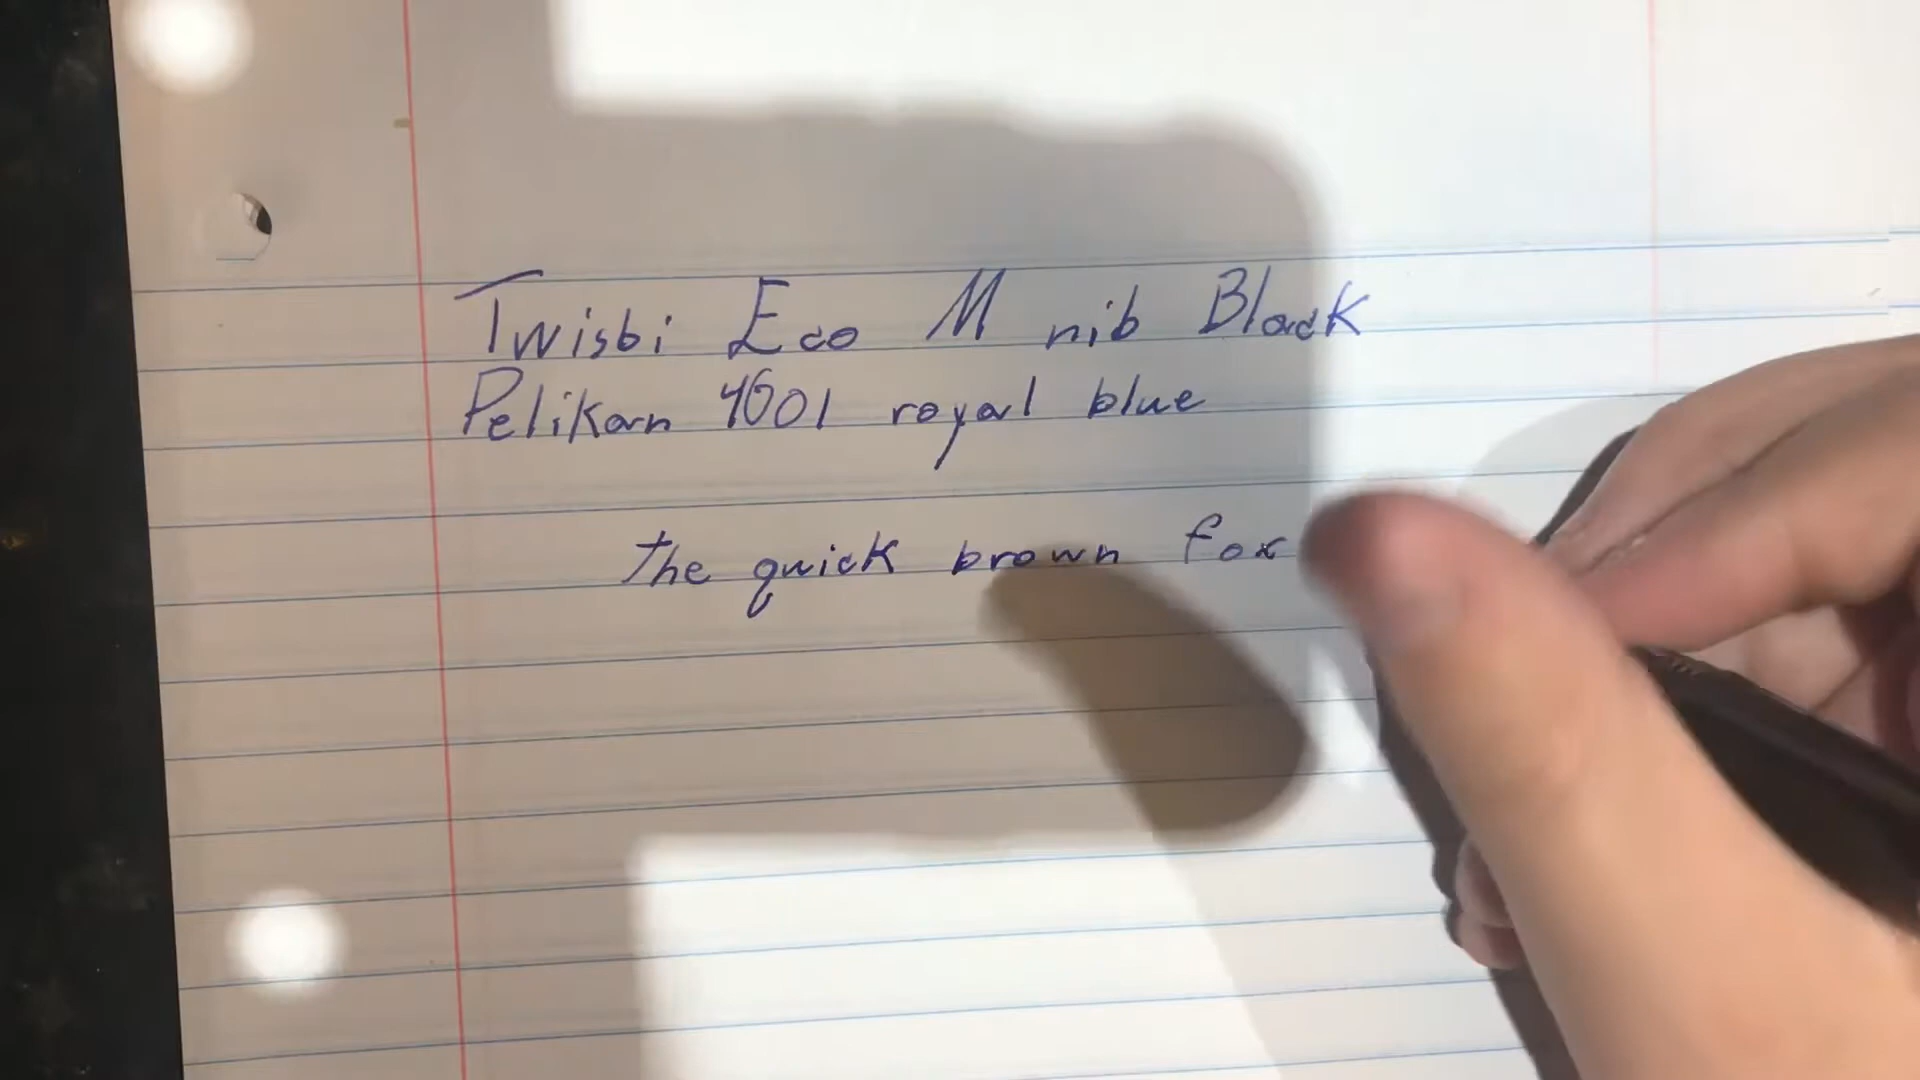 Twisbi Eco M nib Black
Pelikan 4001 royal blue
the quick brown fox